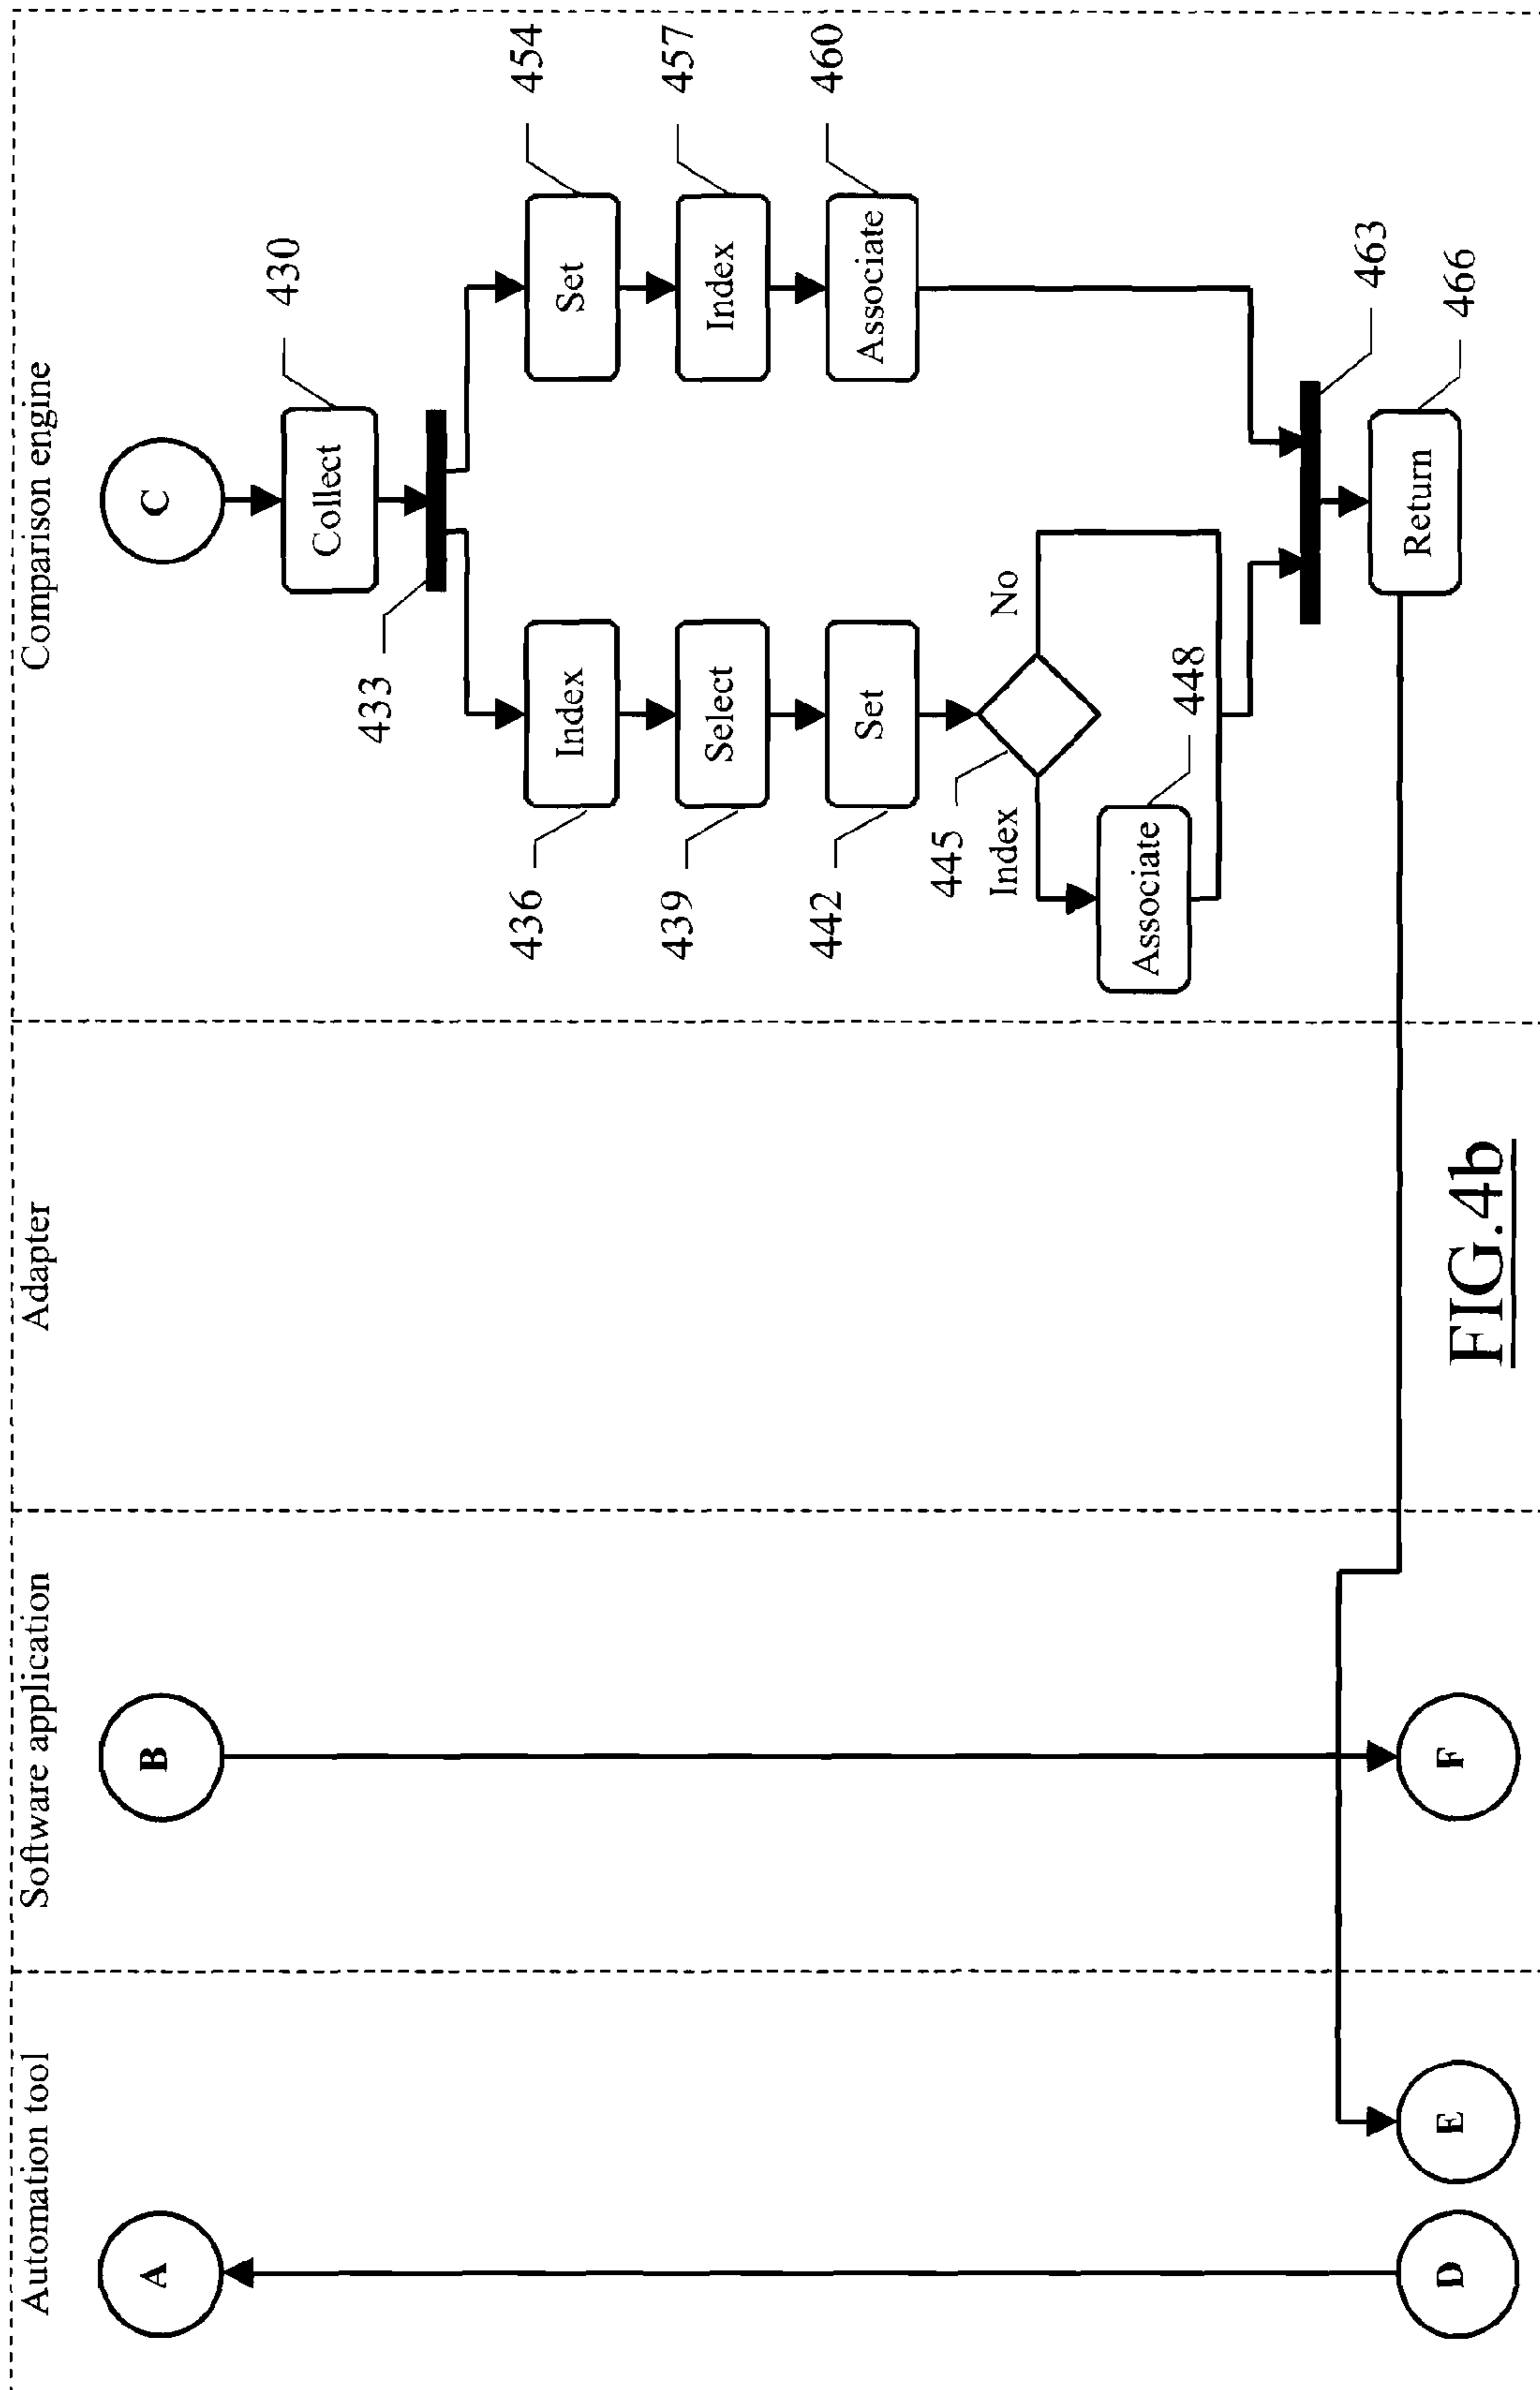 Automation tool
Software application
Adapter
Comparison engine
A
B
C
Collect
430
433
Index
436
Set
454
Select
439
Index
457
Set
442
Associate
460
445
Index
No
Associate
448
463
Return
466
D
E
F
FIG.4b